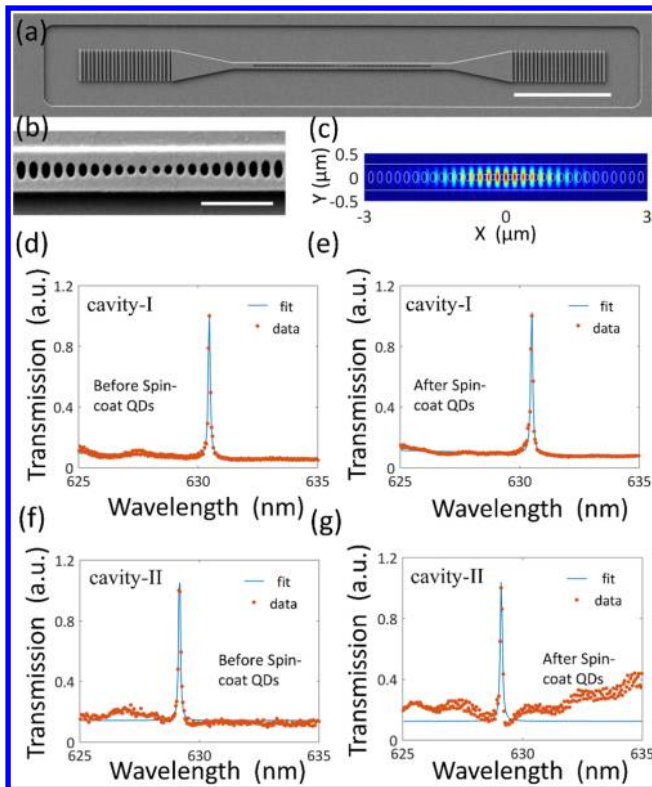 (a)
(b)
(c)
Y (μm)
0.5
0
-0.5
-3
0
3
X (μm)
(d)
Transmission (a.u.)
1.2
0.8
0.4
0
cavity-I
fit
data
Before Spin-
coat QDs
625
630
635
Wavelength (nm)
(e)
Transmission (a.u.)
1.2
0.8
0.4
0
cavity-I
fit
data
After Spin-
coat QDs
625
630
635
Wavelength (nm)
(f)
Transmission (a.u.)
1.2
0.8
0.4
0
cavity-II
fit
data
Before Spin-
coat QDs
625
630
635
Wavelength (nm)
(g)
Transmission (a.u.)
1.2
0.8
0.4
0
cavity-II
fit
data
After Spin-
coat QDs
625
630
635
Wavelength (nm)